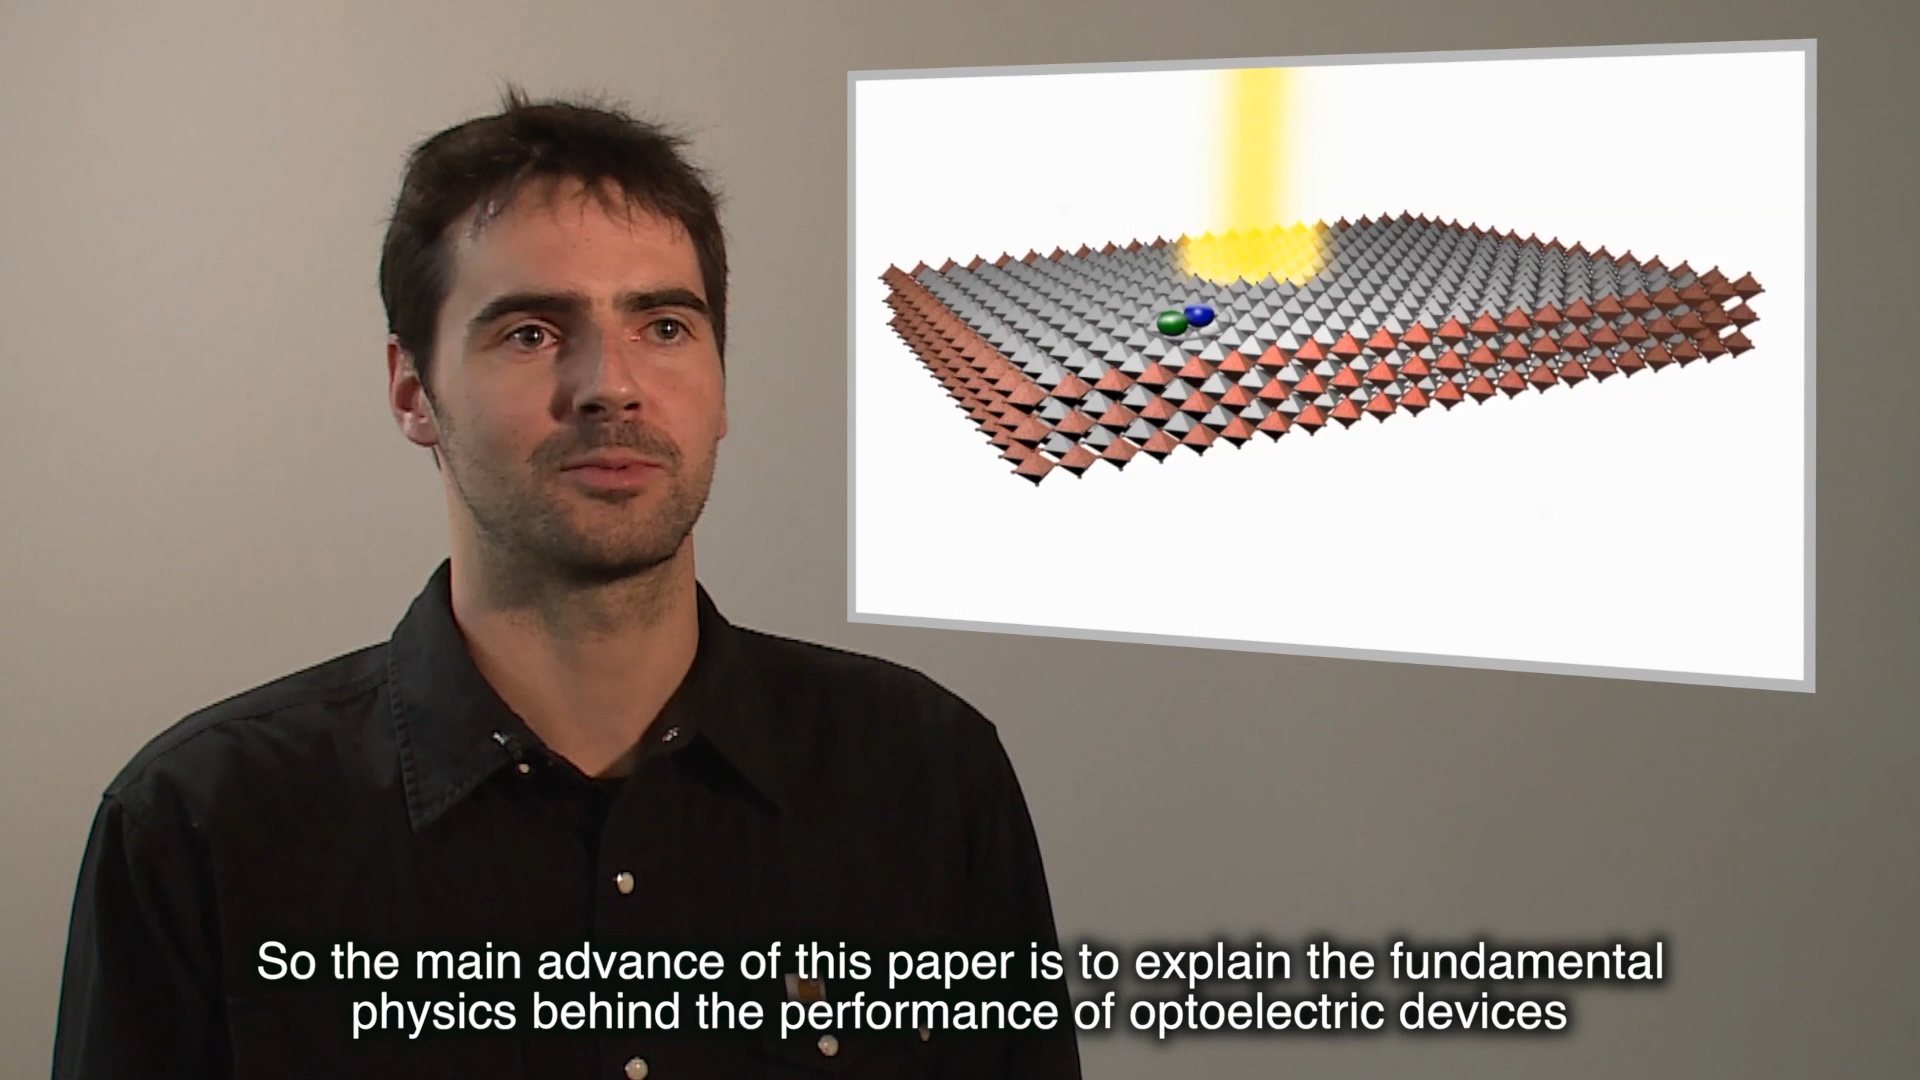 So the main advance of this paper is to explain the fundamental
physics behind the performance of optoelectric devices